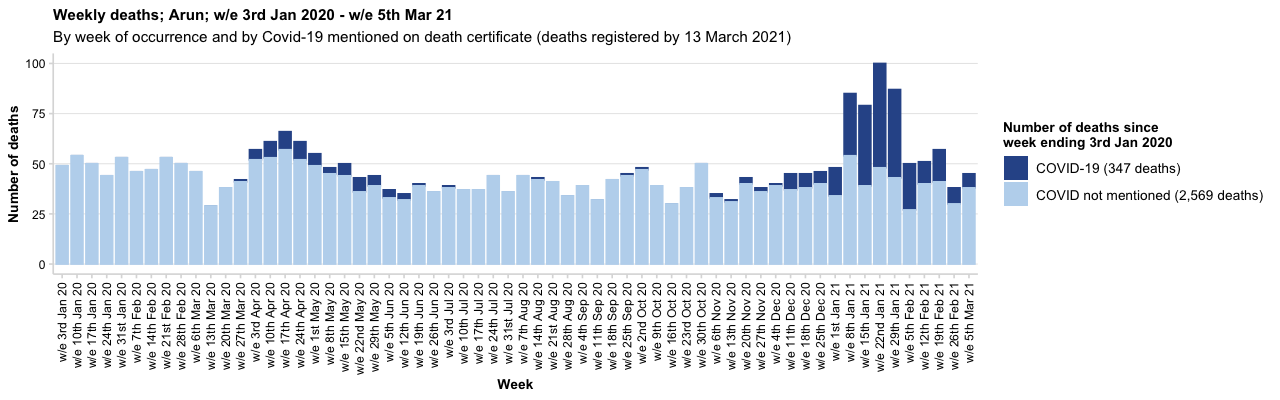 Weekly deaths; Arun; w/e 3rd Jan 2020 - w/e 5th Mar 21
By week of occurrence and by Covid-19 mentioned on death certificate (deaths registered by 13 March 2021)
Number of deaths
100
75
50
25
0
w/e 3rd Jan 20
w/e 10th Jan 20
w/e 17th Jan 20
w/e 24th Jan 20
w/e 31st Jan 20
w/e 7th Feb 20
w/e 14th Feb 20
w/e 21st Feb 20
w/e 28th Feb 20
w/e 6th Mar 20
w/e 13th Mar 20
w/e 20th Mar 20
w/e 27th Mar 20
w/e 3rd Apr 20
w/e 10th Apr 20
w/e 17th Apr 20
w/e 24th Apr 20
w/e 1st May 20
w/e 8th May 20
w/e 15th May 20
w/e 22nd May 20
w/e 29th May 20
w/e 5th Jun 20
w/e 12th Jun 20
w/e 19th Jun 20
w/e 26th Jun 20
w/e 3rd Jul 20
w/e 10th Jul 20
w/e 17th Jul 20
w/e 24th Jul 20
w/e 31st Jul 20
w/e 7th Aug 20
w/e 14th Aug 20
w/e 21st Aug 20
w/e 28th Aug 20
w/e 4th Sep 20
w/e 11th Sep 20
w/e 18th Sep 20
w/e 25th Sep 20
w/e 2nd Oct 20
w/e 9th Oct 20
w/e 16th Oct 20
w/e 23rd Oct 20
w/e 30th Oct 20
w/e 6th Nov 20
w/e 13th Nov 20
w/e 20th Nov 20
w/e 27th Nov 20
w/e 4th Dec 20
w/e 11th Dec 20
w/e 18th Dec 20
w/e 25th Dec 20
w/e 1st Jan 21
w/e 8th Jan 21
w/e 15th Jan 21
w/e 22nd Jan 21
w/e 29th Jan 21
w/e 5th Feb 21
w/e 12th Feb 21
w/e 19th Feb 21
w/e 26th Feb 21
w/e 5th Mar 21
Week
Number of deaths since
week ending 3rd Jan 2020
COVID-19 (347 deaths)
COVID not mentioned (2,569 deaths)